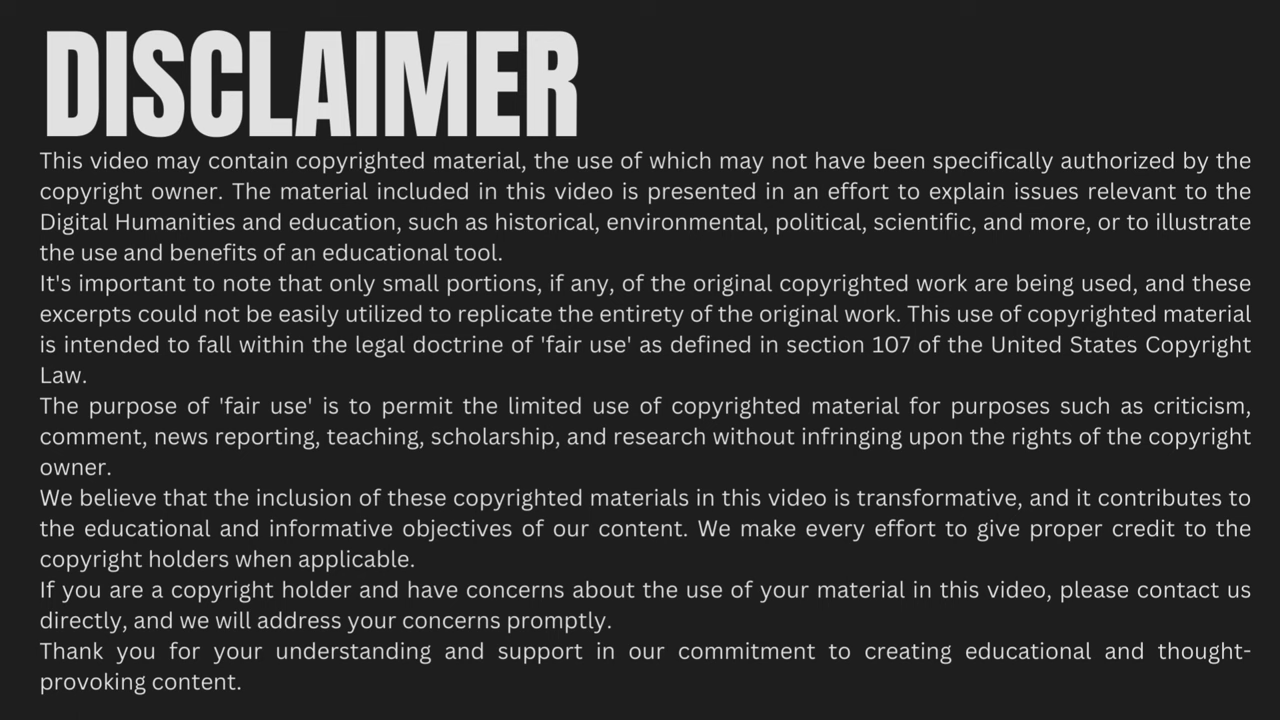 DISCLAIMER
This video may contain copyrighted material, the use of which may not have been specifically authorized by the
copyright owner. The material included in this video is presented in an effort to explain issues relevant to the
Digital Humanities and education, such as historical, environmental, political, scientific, and more, or to illustrate
the use and benefits of an educational tool.
It's important to note that only small portions, if any, of the original copyrighted work are being used, and these
excerpts could not be easily utilized to replicate the entirety of the original work. This use of copyrighted material
is intended to fall within the legal doctrine of 'fair use' as defined in section 107 of the United States Copyright
Law.
The purpose of 'fair use' is to permit the limited use of copyrighted material for purposes such as criticism,
comment, news reporting, teaching, scholarship, and research without infringing upon the rights of the copyright
owner.
We believe that the inclusion of these copyrighted materials in this video is transformative, and it contributes to
the educational and informative objectives of our content. We make every effort to give proper credit to the
copyright holders when applicable.
If you are a copyright holder and have concerns about the use of your material in this video, please contact us
directly, and we will address your concerns promptly.
Thank you for your understanding and support in our commitment to creating educational and thought-
provoking content.